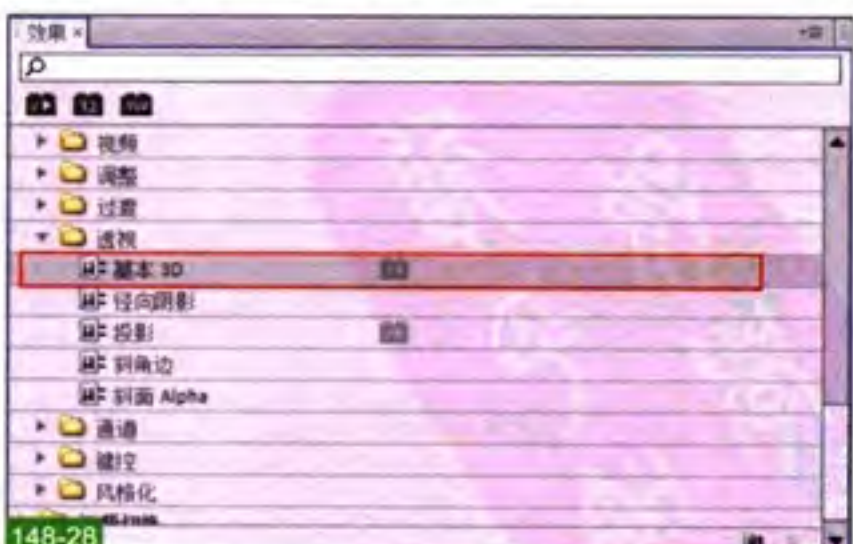 效果 ×
视频
调整
过渡
透视
基本 3D
径向阴影
投影
斜角边
斜面 Alpha
通道
键控
风格化
148-28